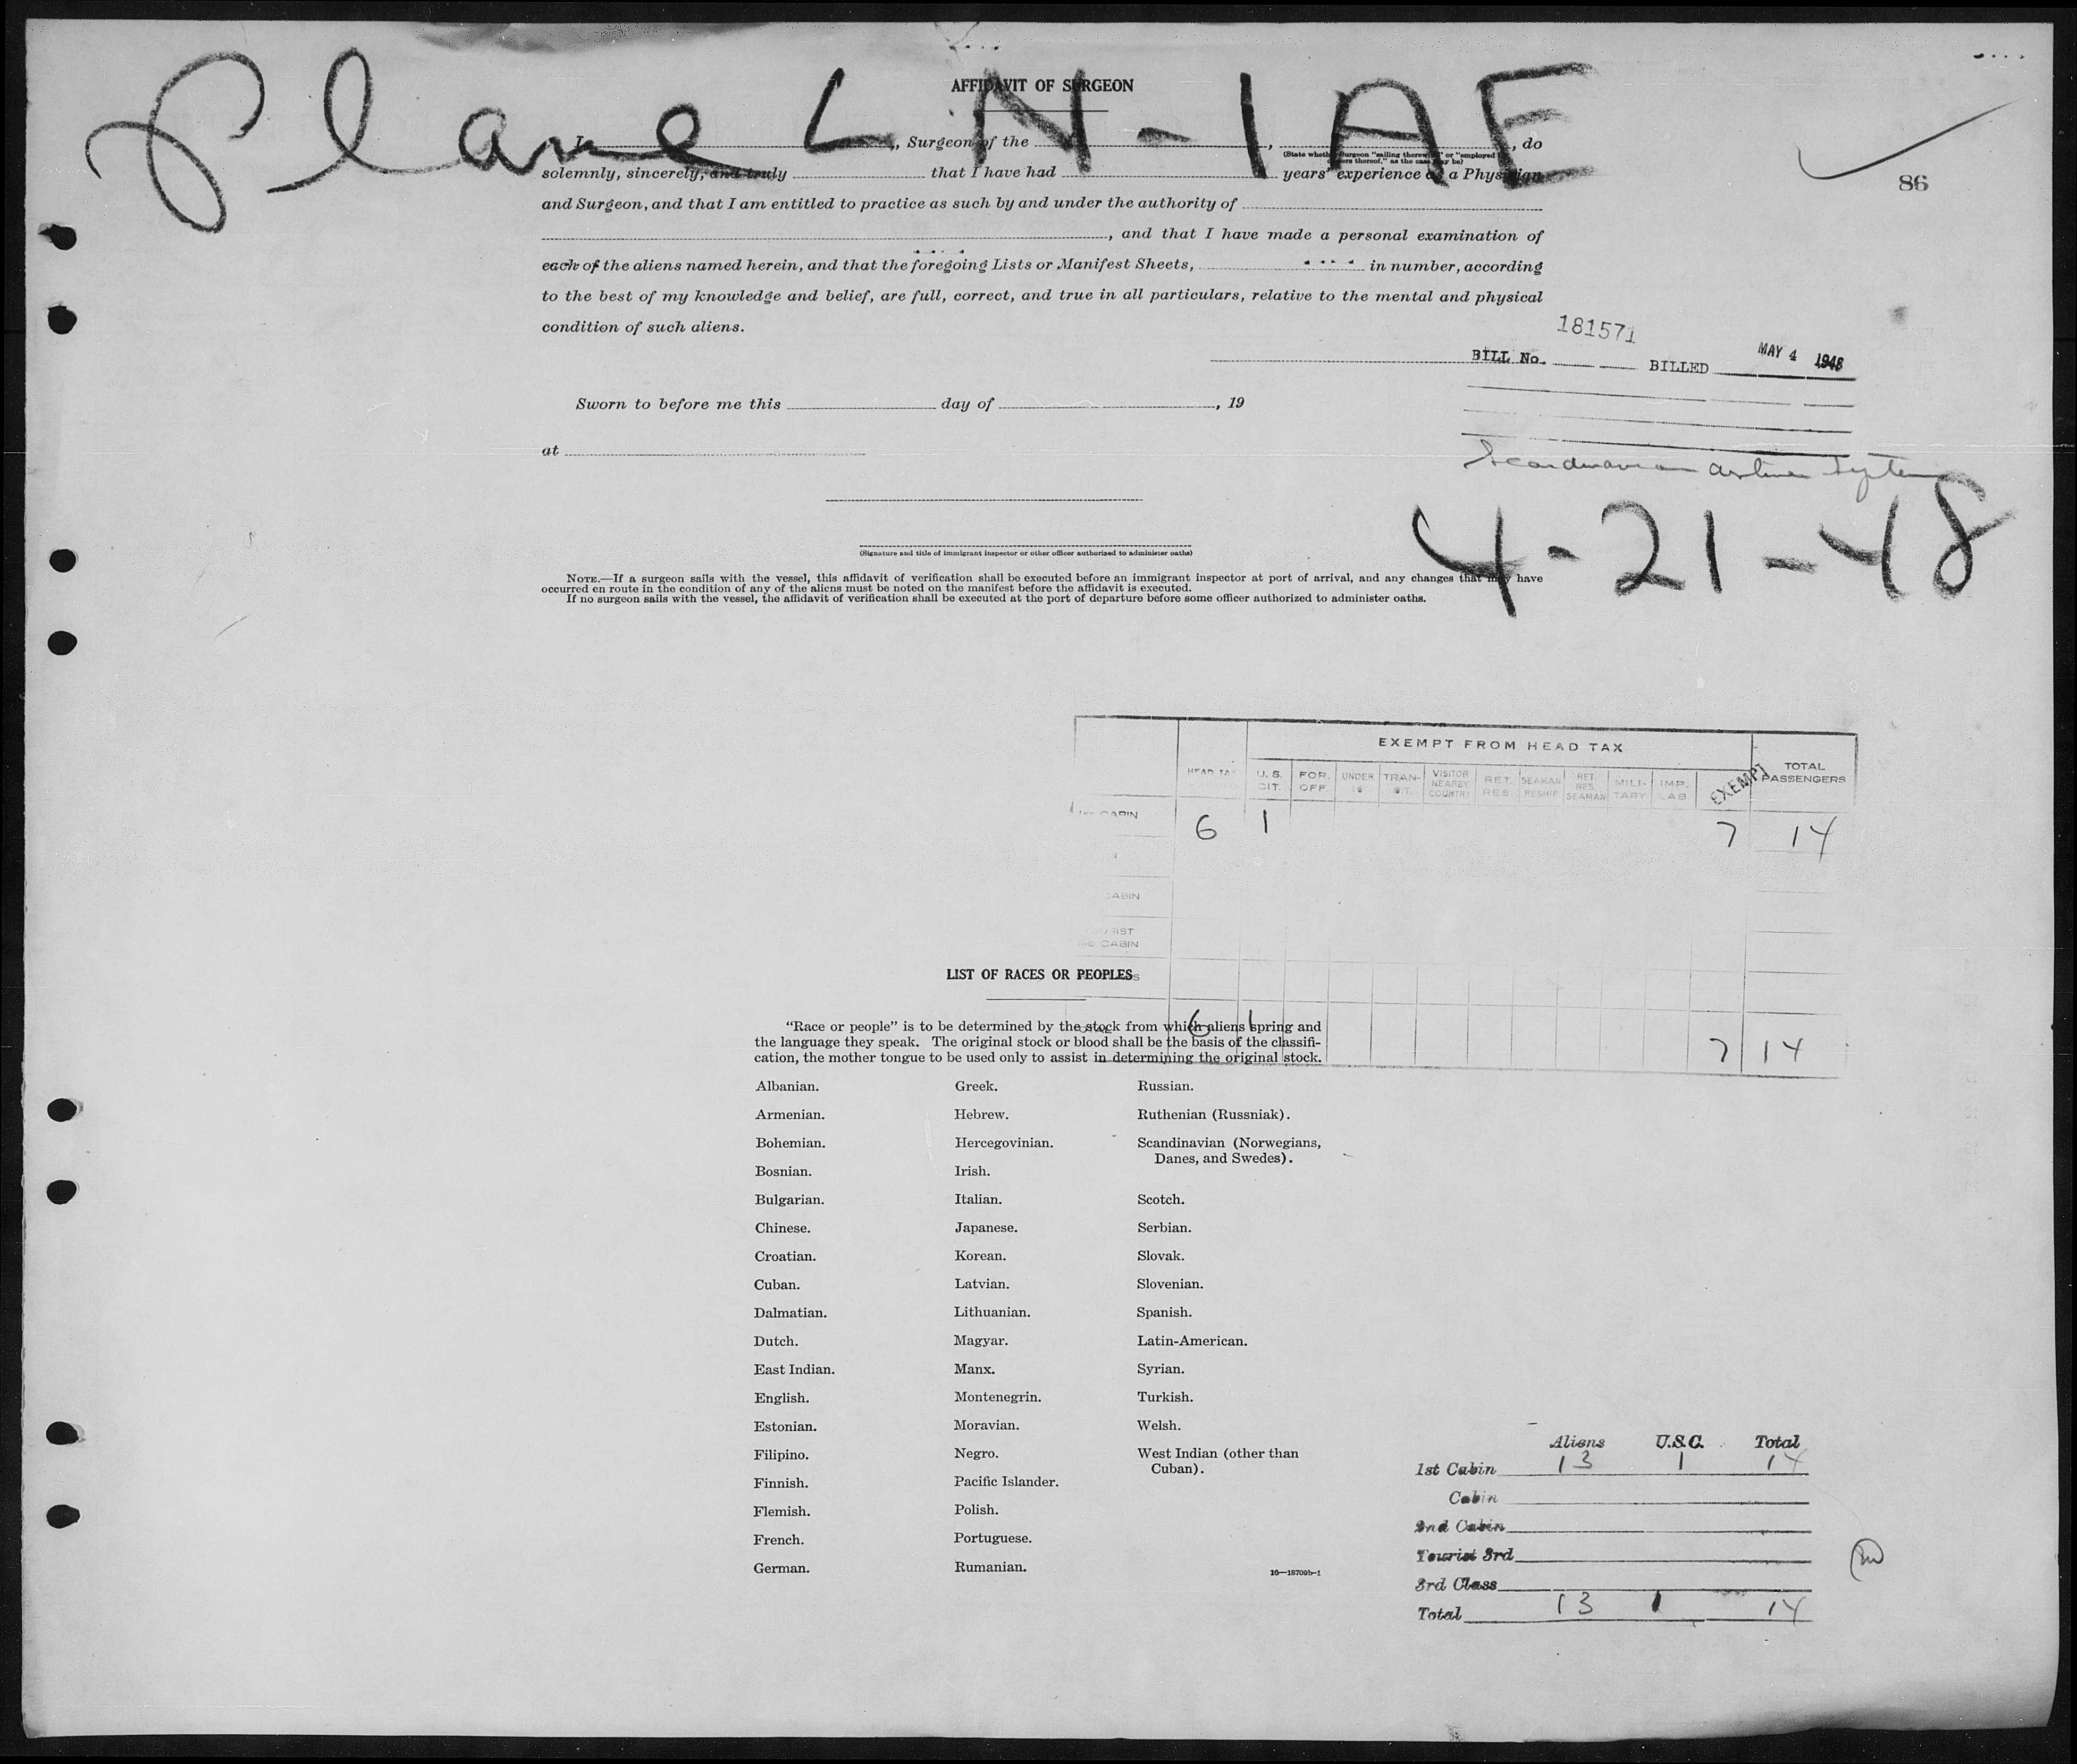 Plane LN-IAE
AFFIDAVIT OF SURGEON
I, , Surgeon of the , , do
(State whether Surgeon "sailing therewith" or "employed by owners thereof," as the case may be)
solemnly, sincerely, and truly that I have had years' experience as a Physician
86
and Surgeon, and that I am entitled to practice as such by and under the authority of
, and that I have made a personal examination of
each of the aliens named herein, and that the foregoing Lists or Manifest Sheets, in number, according
to the best of my knowledge and belief, are full, correct, and true in all particulars, relative to the mental and physical
condition of such aliens.
181571
BILL No. BILLED MAY 4 1948
Sworn to before me this day of , 19
at
Scandinavian Airlines System
4-21-48
(Signature and title of immigrant inspector or other officer authorized to administer oaths)
NOTE.—If a surgeon sails with the vessel, this affidavit of verification shall be executed before an immigrant inspector at port of arrival, and any changes that may have
occurred en route in the condition of any of the aliens must be noted on the manifest before the affidavit is executed.
If no surgeon sails with the vessel, the affidavit of verification shall be executed at the port of departure before some officer authorized to administer oaths.
EXEMPT FROM HEAD TAX
HEAD TAX U. S. CIT. FOR. OFF. UNDER 16 TRAN- SIT. VISITOR NEARBY COUNTRY RET. RES. SEAMAN RESHIP RET. RES. SEAMAN MILI- TARY IMP. LAB. EXEMPT TOTAL PASSENGERS
1st CABIN 6 1 7 14
CABIN
TOURIST
CABIN
TOTAL 6 1 7 14
LIST OF RACES OR PEOPLES
"Race or people" is to be determined by the stock from which aliens spring and
the language they speak. The original stock or blood shall be the basis of the classifi-
cation, the mother tongue to be used only to assist in determining the original stock.
Albanian. Greek. Russian.
Armenian. Hebrew. Ruthenian (Russniak).
Bohemian. Hercegovinian. Scandinavian (Norwegians,
Danes, and Swedes).
Bosnian. Irish.
Bulgarian. Italian. Scotch.
Chinese. Japanese. Serbian.
Croatian. Korean. Slovak.
Cuban. Latvian. Slovenian.
Dalmatian. Lithuanian. Spanish.
Dutch. Magyar. Latin-American.
East Indian. Manx. Syrian.
English. Montenegrin. Turkish.
Estonian. Moravian. Welsh.
Filipino. Negro. West Indian (other than
Cuban).
Finnish. Pacific Islander.
Flemish. Polish.
French. Portuguese.
German. Rumanian.
16—18709b-1
Aliens U.S.C. Total
1st Cabin 13 1 14
Cabin
2nd Cabin
Tourist 3rd
3rd Class
Total 13 1 14